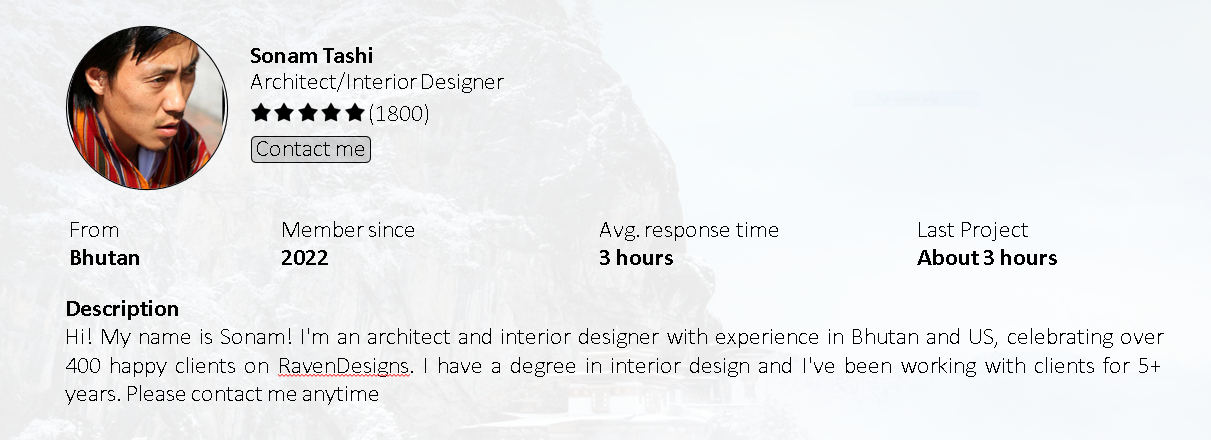 Sonam Tashi
Architect/Interior Designer
★★★★★(1800)
Contact me
From Member since Avg. response time Last Project
Bhutan 2022 3 hours About 3 hours
Description
Hi! My name is Sonam! I'm an architect and interior designer with experience in Bhutan and US, celebrating over
400 happy clients on RavenDesigns. I have a degree in interior design and I've been working with clients for 5+
years. Please contact me anytime